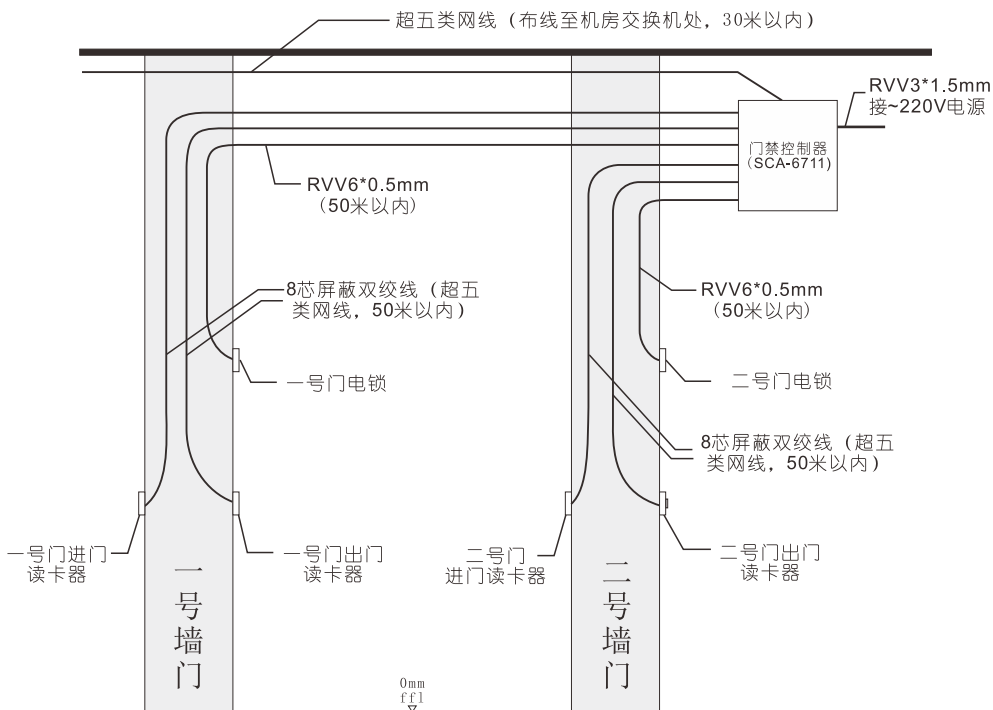 超五类网线（布线至机房交换机处，30米以内）
RVV3*1.5mm
接~220V电源
门禁控制器
(SCA-6711)
RVV6*0.5mm
（50米以内）
8芯屏蔽双绞线（超五
类网线，50米以内）
RVV6*0.5mm
（50米以内）
一号门电锁
二号门电锁
8芯屏蔽双绞线（超五
类网线，50米以内）
一号门进门
读卡器
一号门出门
读卡器
二号门
进门读卡器
二号门出门
读卡器
一号墙门
二号墙门
0mm
ffl